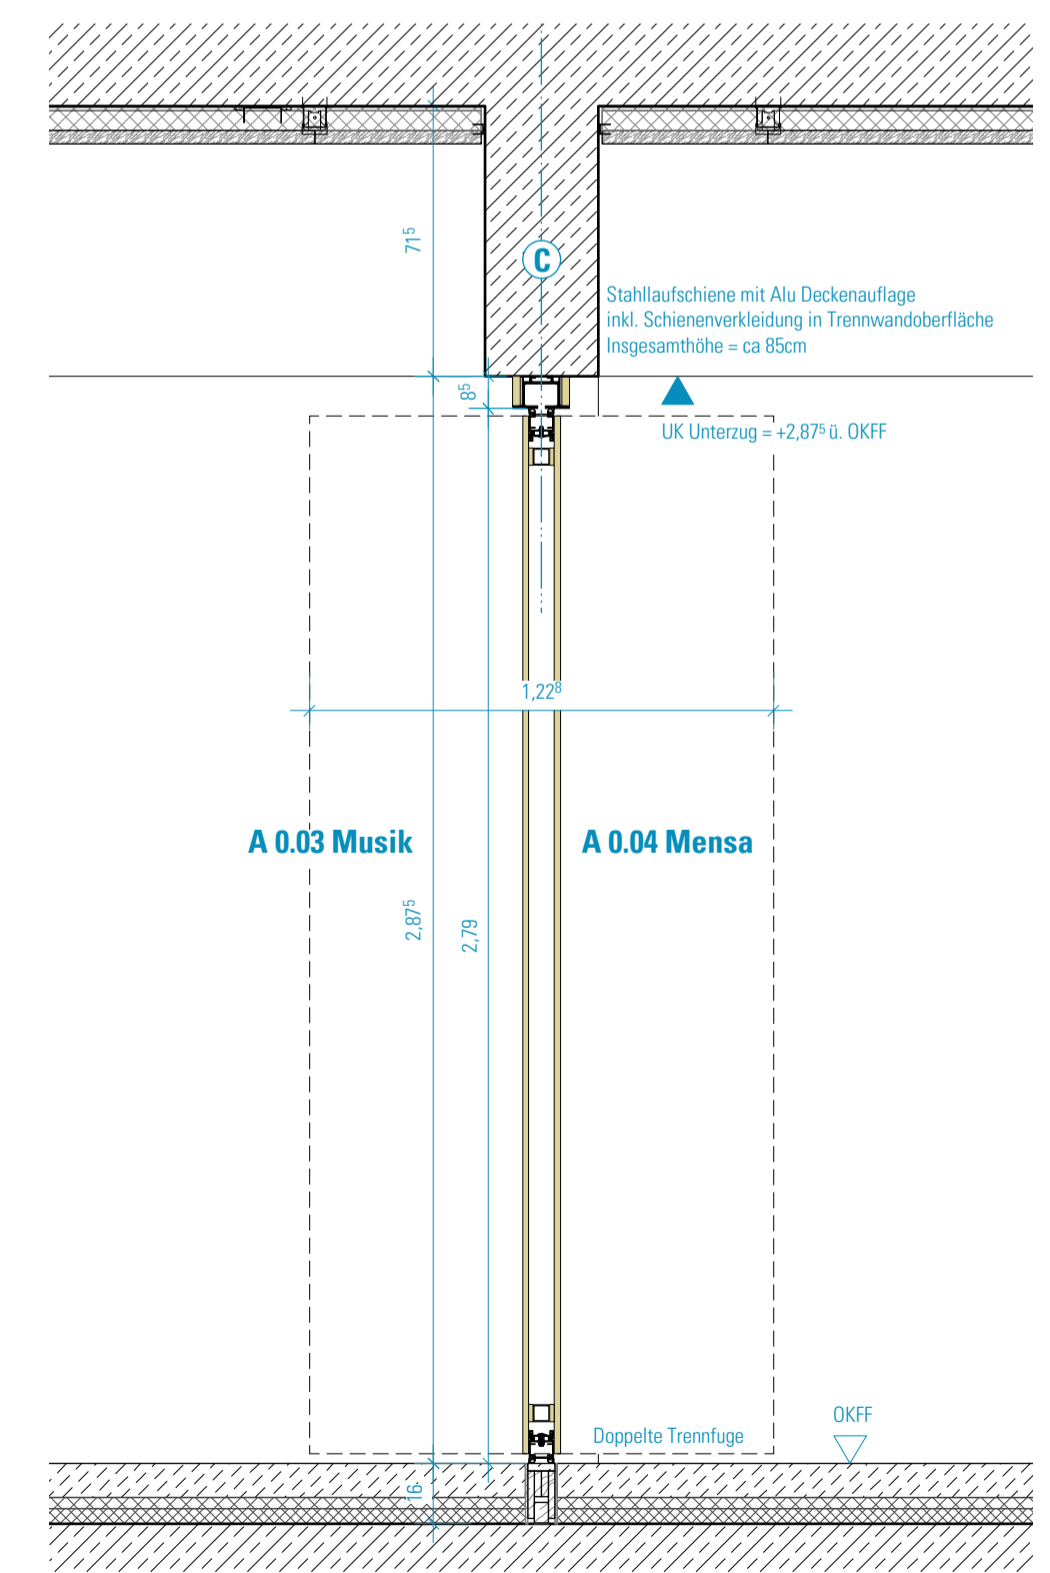 71⁵
C
Stahllaufschiene mit Alu Deckenauflage
inkl. Schienenverkleidung in Trennwandoberfläche
Insgesamthöhe = ca 85cm
8⁵
UK Unterzug = +2,87⁵ ü. OKFF
1,22⁸
A 0.03 Musik
A 0.04 Mensa
2,87⁵
2,79
OKFF
Doppelte Trennfuge
16